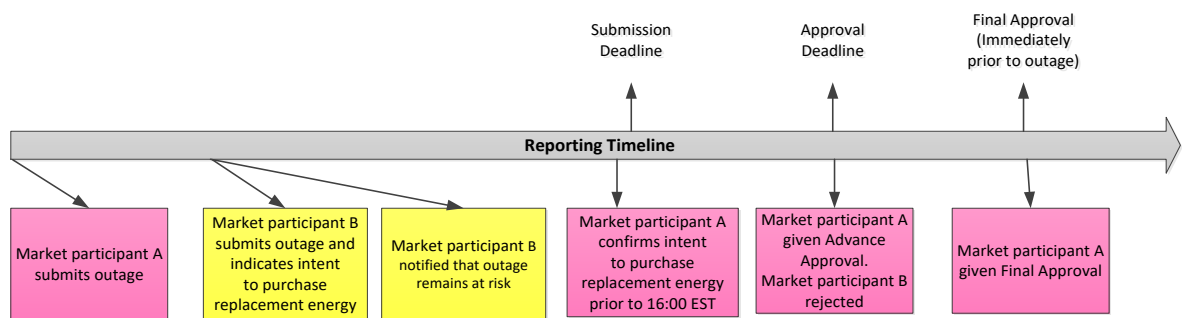 Submission
Deadline
Approval
Deadline
Final Approval
(Immediately
prior to outage)
Reporting Timeline
Market participant A
submits outage
Market participant B
submits outage and
indicates intent
to purchase
replacement energy
Market participant B
notified that outage
remains at risk
Market participant A
confirms intent
to purchase
replacement energy
prior to 16:00 EST
Market participant A
given Advance
Approval.
Market participant B
rejected
Market participant A
given Final Approval